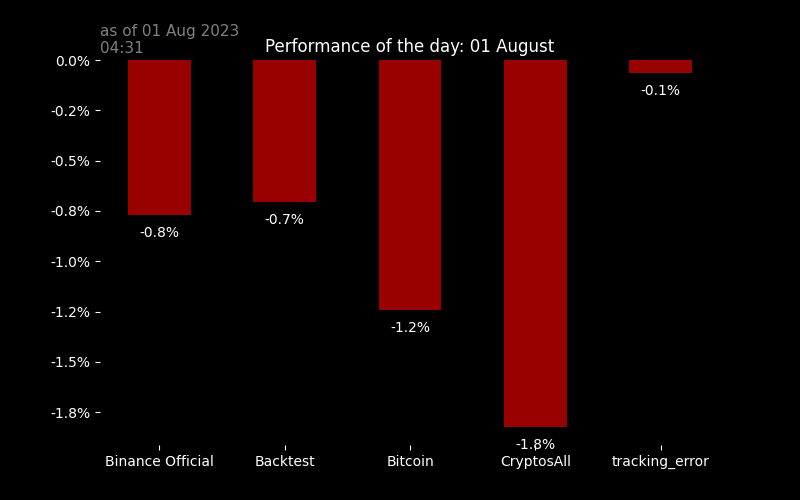 as of 01 Aug 2023
04:31
Performance of the day: 01 August
0.0%
-0.2%
-0.5%
-0.8%
-1.0%
-1.2%
-1.5%
-1.8%
-0.8%
-0.7%
-1.2%
-1.8%
-0.1%
Binance Official
Backtest
Bitcoin
CryptosAll
tracking_error